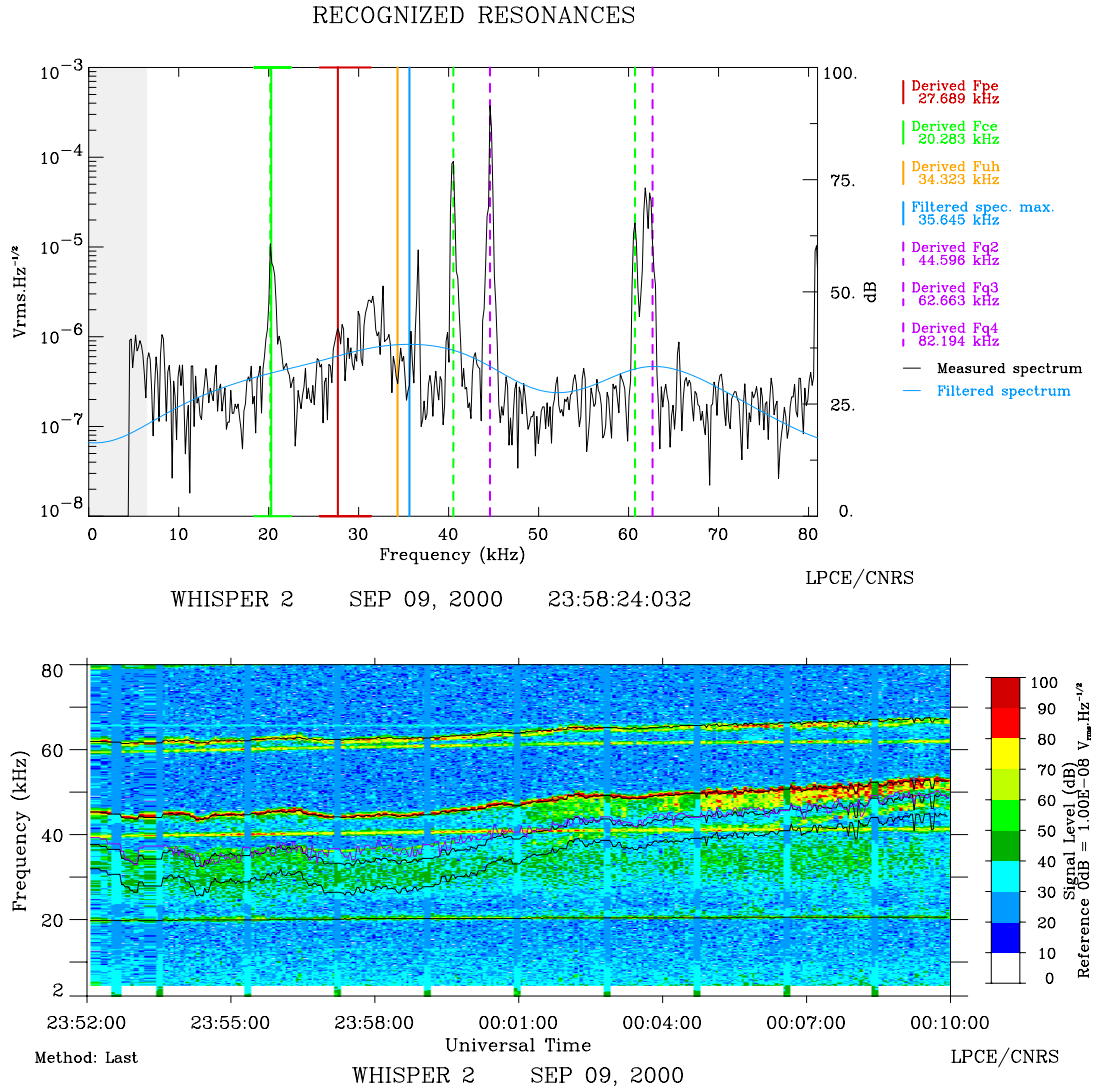 RECOGNIZED RESONANCES
10^-3
10^-4
10^-5
10^-6
10^-7
10^-8
Vrms.Hz^-1/2
100.
75.
50.
25.
0.
dB
0 10 20 30 40 50 60 70 80
Frequency (kHz)
Derived Fpe
27.689 kHz
Derived Fce
20.283 kHz
Derived Fuh
34.323 kHz
Filtered spec. max.
35.645 kHz
Derived Fq2
44.596 kHz
Derived Fq3
62.663 kHz
Derived Fq4
82.194 kHz
Measured spectrum
Filtered spectrum
LPCE/CNRS
WHISPER 2 SEP 09, 2000 23:58:24:032
80
60
40
20
2
Frequency (kHz)
23:52:00 23:55:00 23:58:00 00:01:00 00:04:00 00:07:00 00:10:00
Universal Time
100
90
80
70
60
50
40
30
20
10
0
Signal Level (dB)
Reference 0dB = 1.00E-08 Vrms.Hz^-1/2
Method: Last
LPCE/CNRS
WHISPER 2 SEP 09, 2000